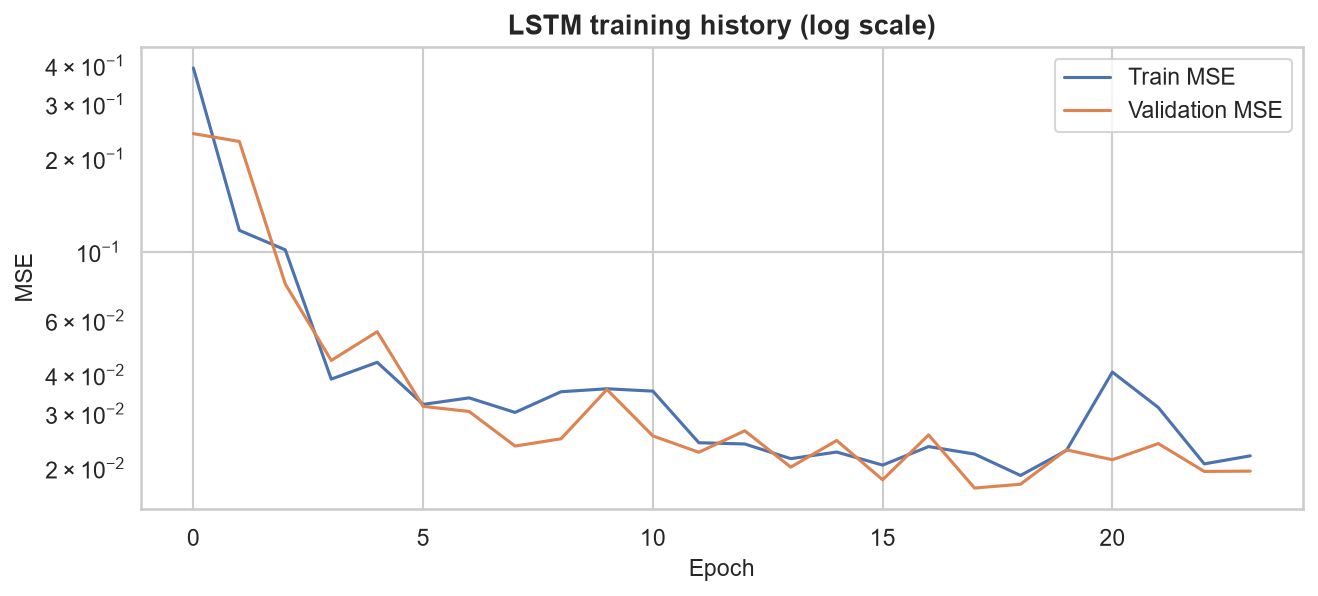 LSTM training history (log scale)
4 × 10⁻¹
3 × 10⁻¹
2 × 10⁻¹
10⁻¹
6 × 10⁻²
4 × 10⁻²
3 × 10⁻²
2 × 10⁻²
MSE
Train MSE
Validation MSE
0 5 10 15 20
Epoch